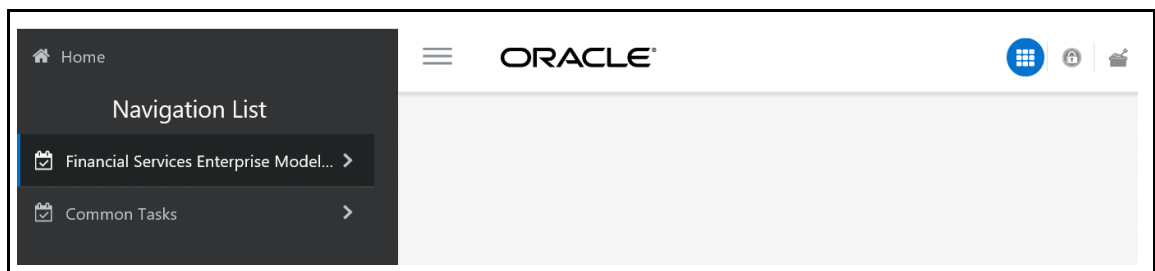 Home
ORACLE
Navigation List
Financial Services Enterprise Model...
Common Tasks